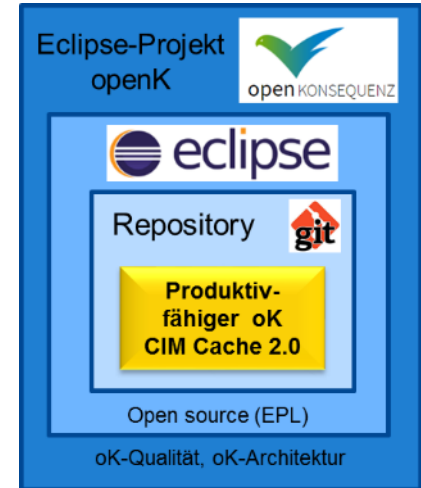 Eclipse-Projekt
openK
open KONSEQUENZ
eclipse
Repository
git
Produktiv-
fähiger oK
CIM Cache 2.0
Open source (EPL)
oK-Qualität, oK-Architektur